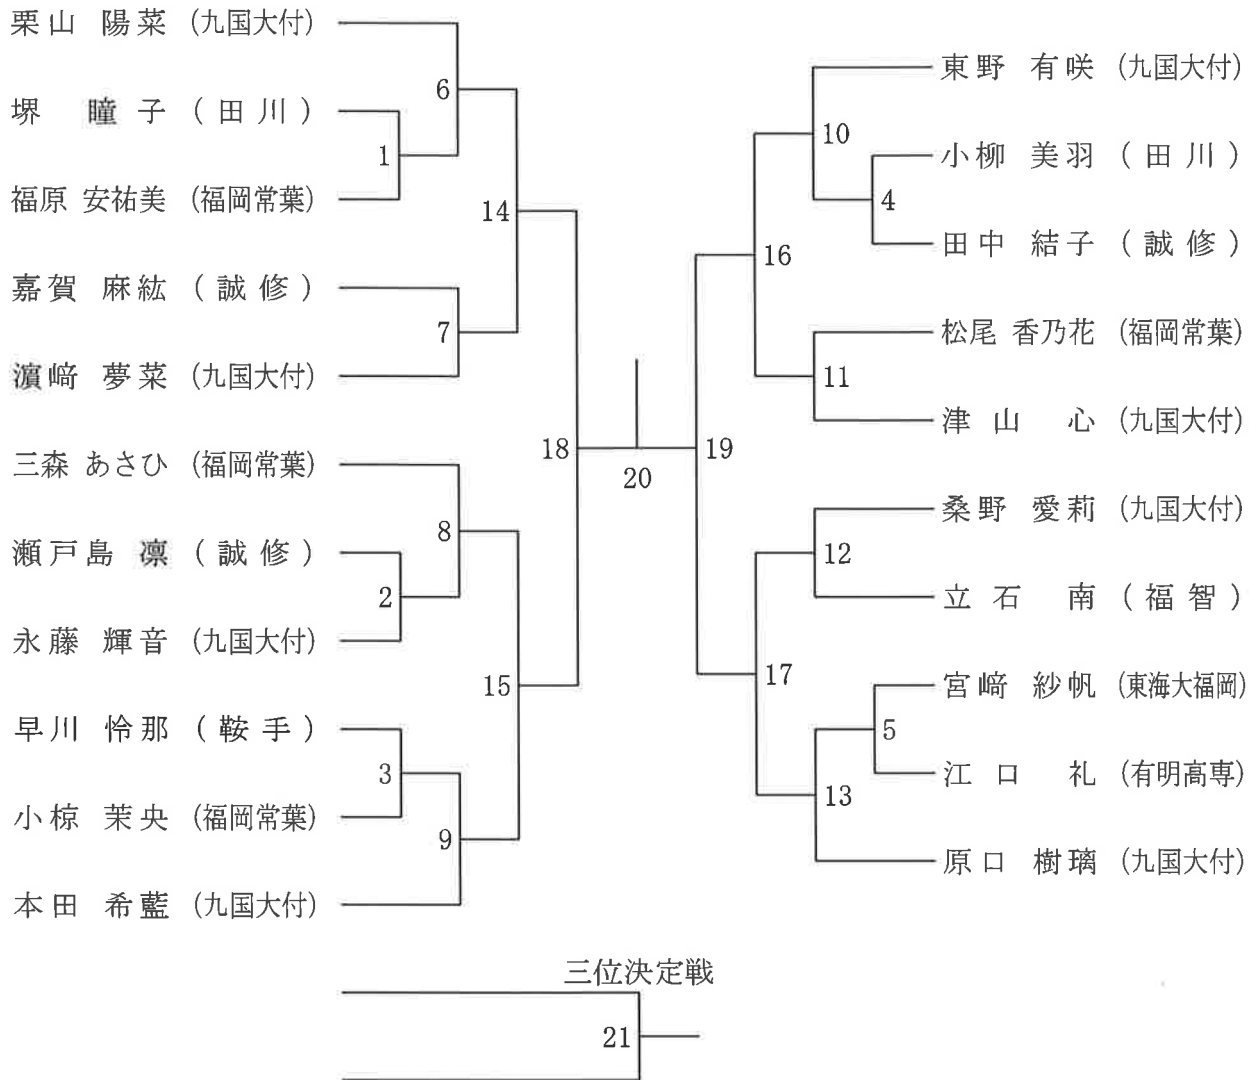 栗山 陽菜 (九国大付)
堺 瞳子 (田川)
福原 安祐美 (福岡常葉)
嘉賀 麻紘 (誠修)
濵﨑 夢菜 (九国大付)
三森 あさひ (福岡常葉)
瀬戸島 凛 (誠修)
永藤 輝音 (九国大付)
早川 怜那 (鞍手)
小椋 茉央 (福岡常葉)
本田 希藍 (九国大付)
1
2
3
6
7
8
9
14
15
18
20
19
16
17
10
11
12
13
4
5
東野 有咲 (九国大付)
小柳 美羽 (田川)
田中 結子 (誠修)
松尾 香乃花 (福岡常葉)
津山 心 (九国大付)
桑野 愛莉 (九国大付)
立石 南 (福智)
宮﨑 紗帆 (東海大福岡)
江口 礼 (有明高専)
原口 樹璃 (九国大付)
三位決定戦
21